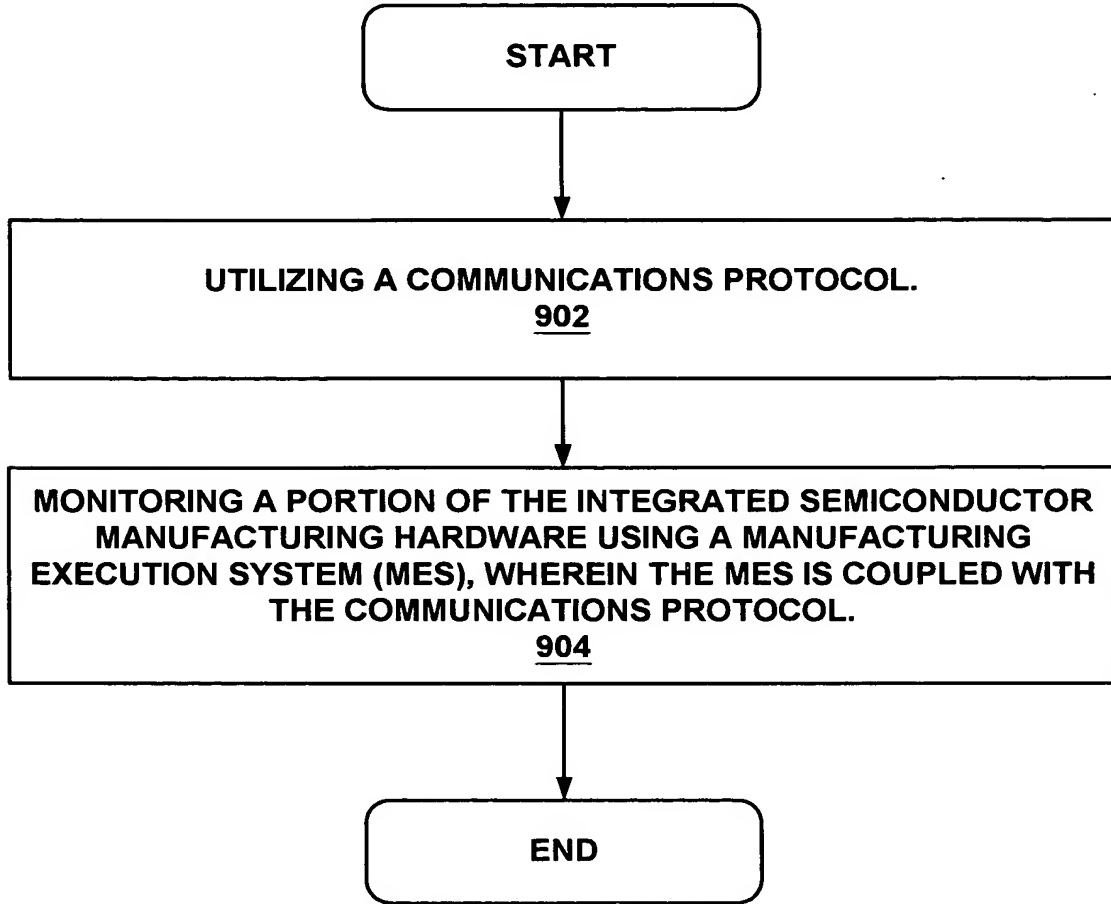 START
UTILIZING A COMMUNICATIONS PROTOCOL.
902
MONITORING A PORTION OF THE INTEGRATED SEMICONDUCTOR
MANUFACTURING HARDWARE USING A MANUFACTURING
EXECUTION SYSTEM (MES), WHEREIN THE MES IS COUPLED WITH
THE COMMUNICATIONS PROTOCOL.
904
END